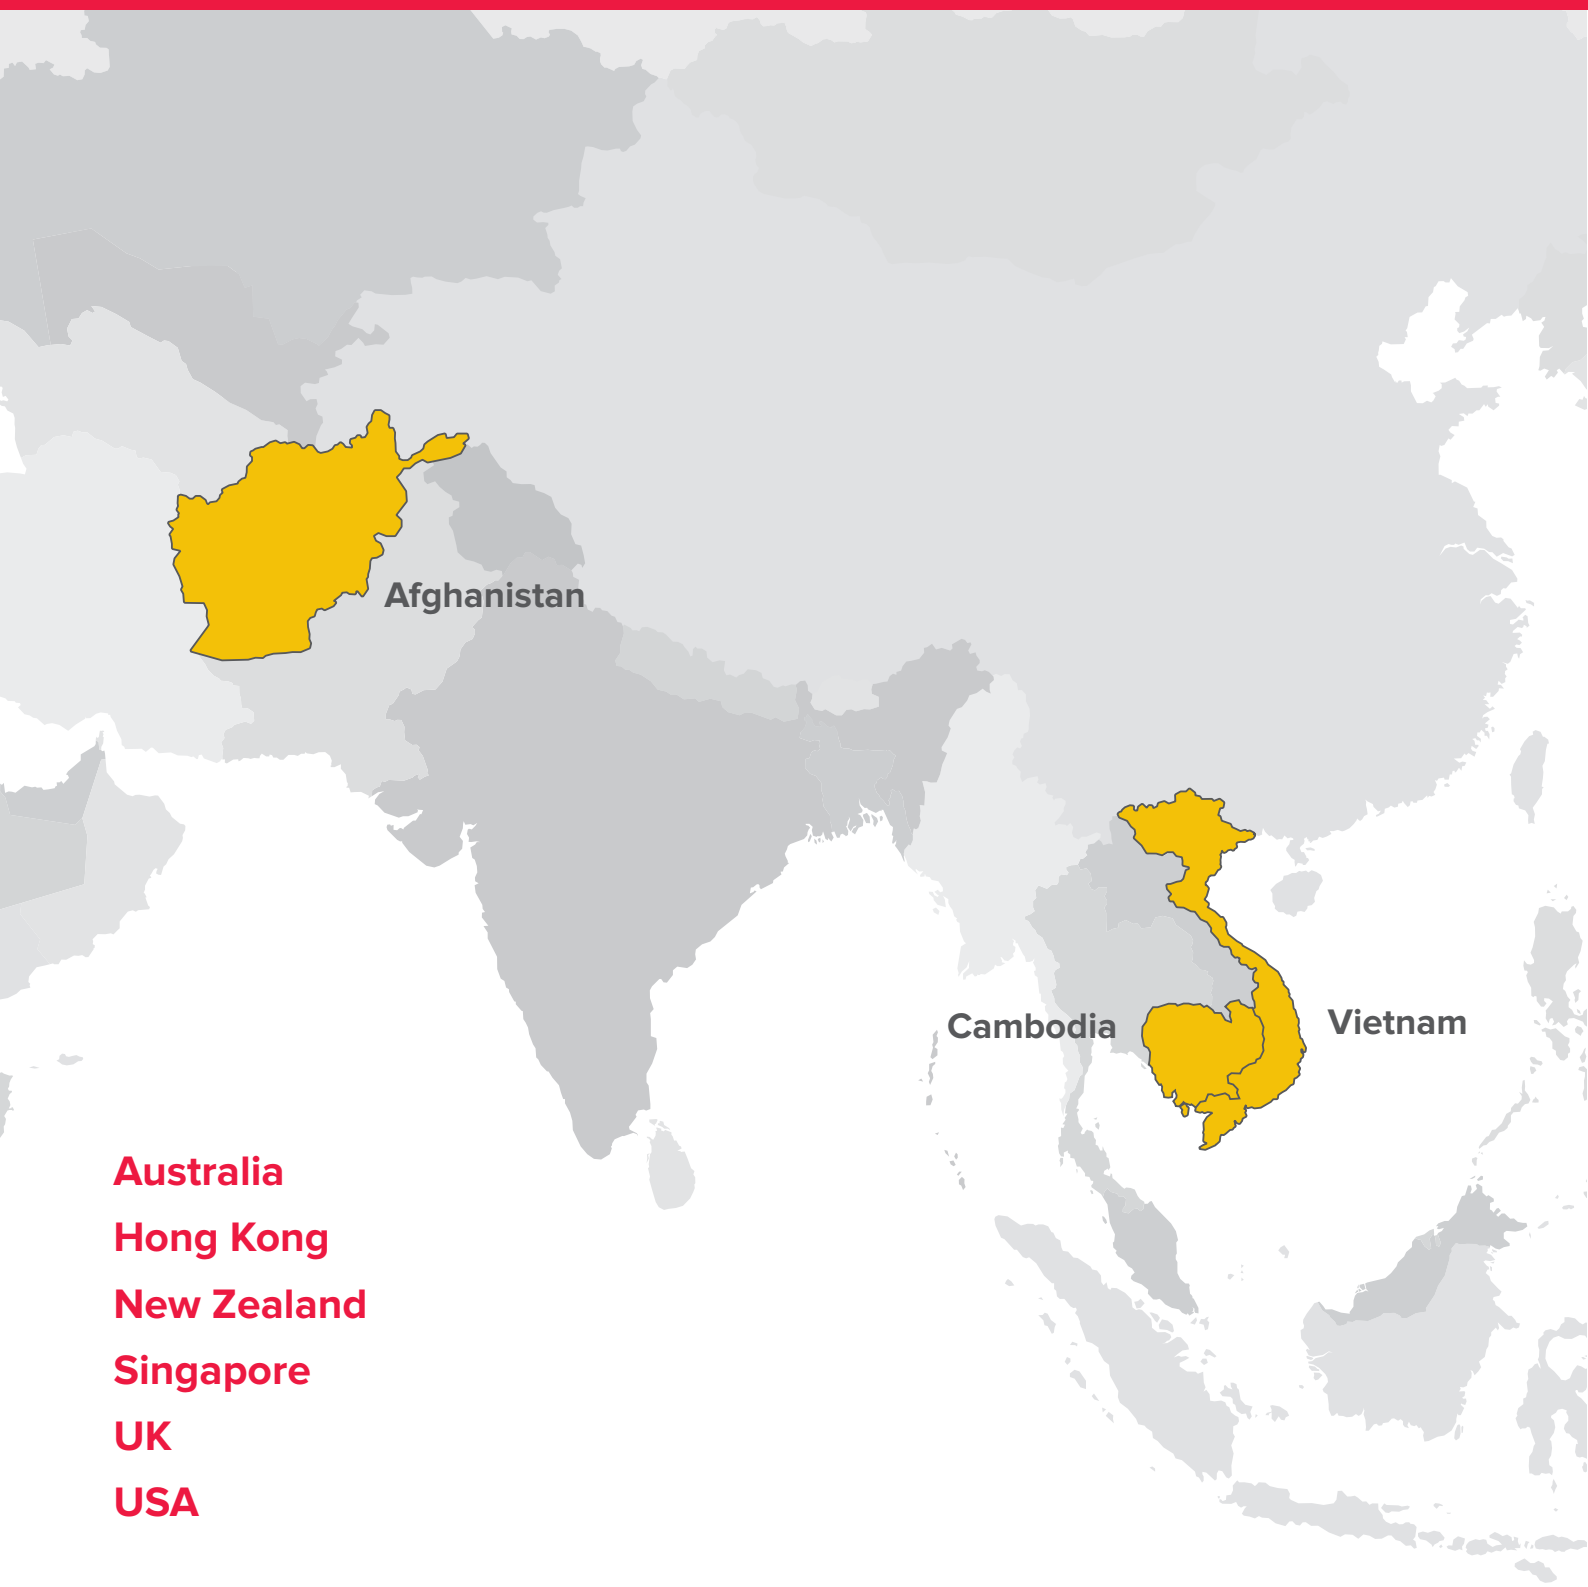 Afghanistan
Cambodia
Vietnam
Australia
Hong Kong
New Zealand
Singapore
UK
USA